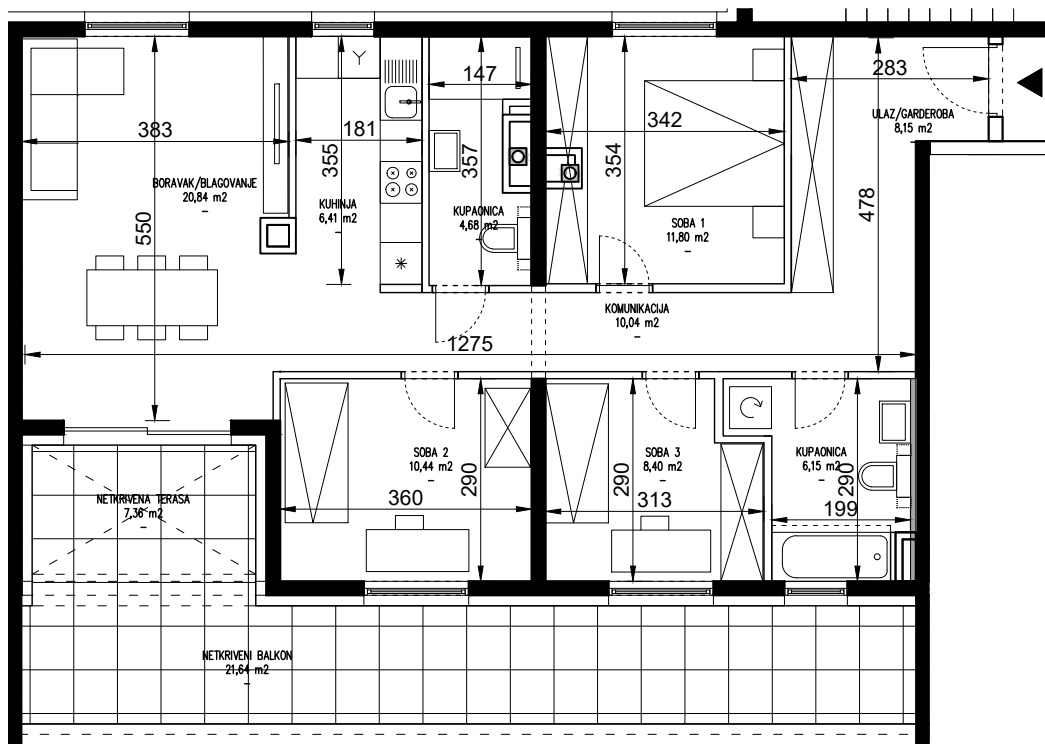 147
283
ULAZ/GARDEROBA
8,15 m2
383
181
342
355
357
354
BORAVAK/BLAGOVANJE
20,84 m2
KUHINJA
6,41 m2
KUPAONICA
4,68 m2
SOBA 1
11,80 m2
478
550
KOMUNIKACIJA
10,04 m2
1275
SOBA 2
10,44 m2
290
SOBA 3
8,40 m2
290
KUPAONICA
6,15 m2
290
360
313
199
NETKRIVENA TERASA
7,36 m2
NETKRIVENI BALKON
21,64 m2